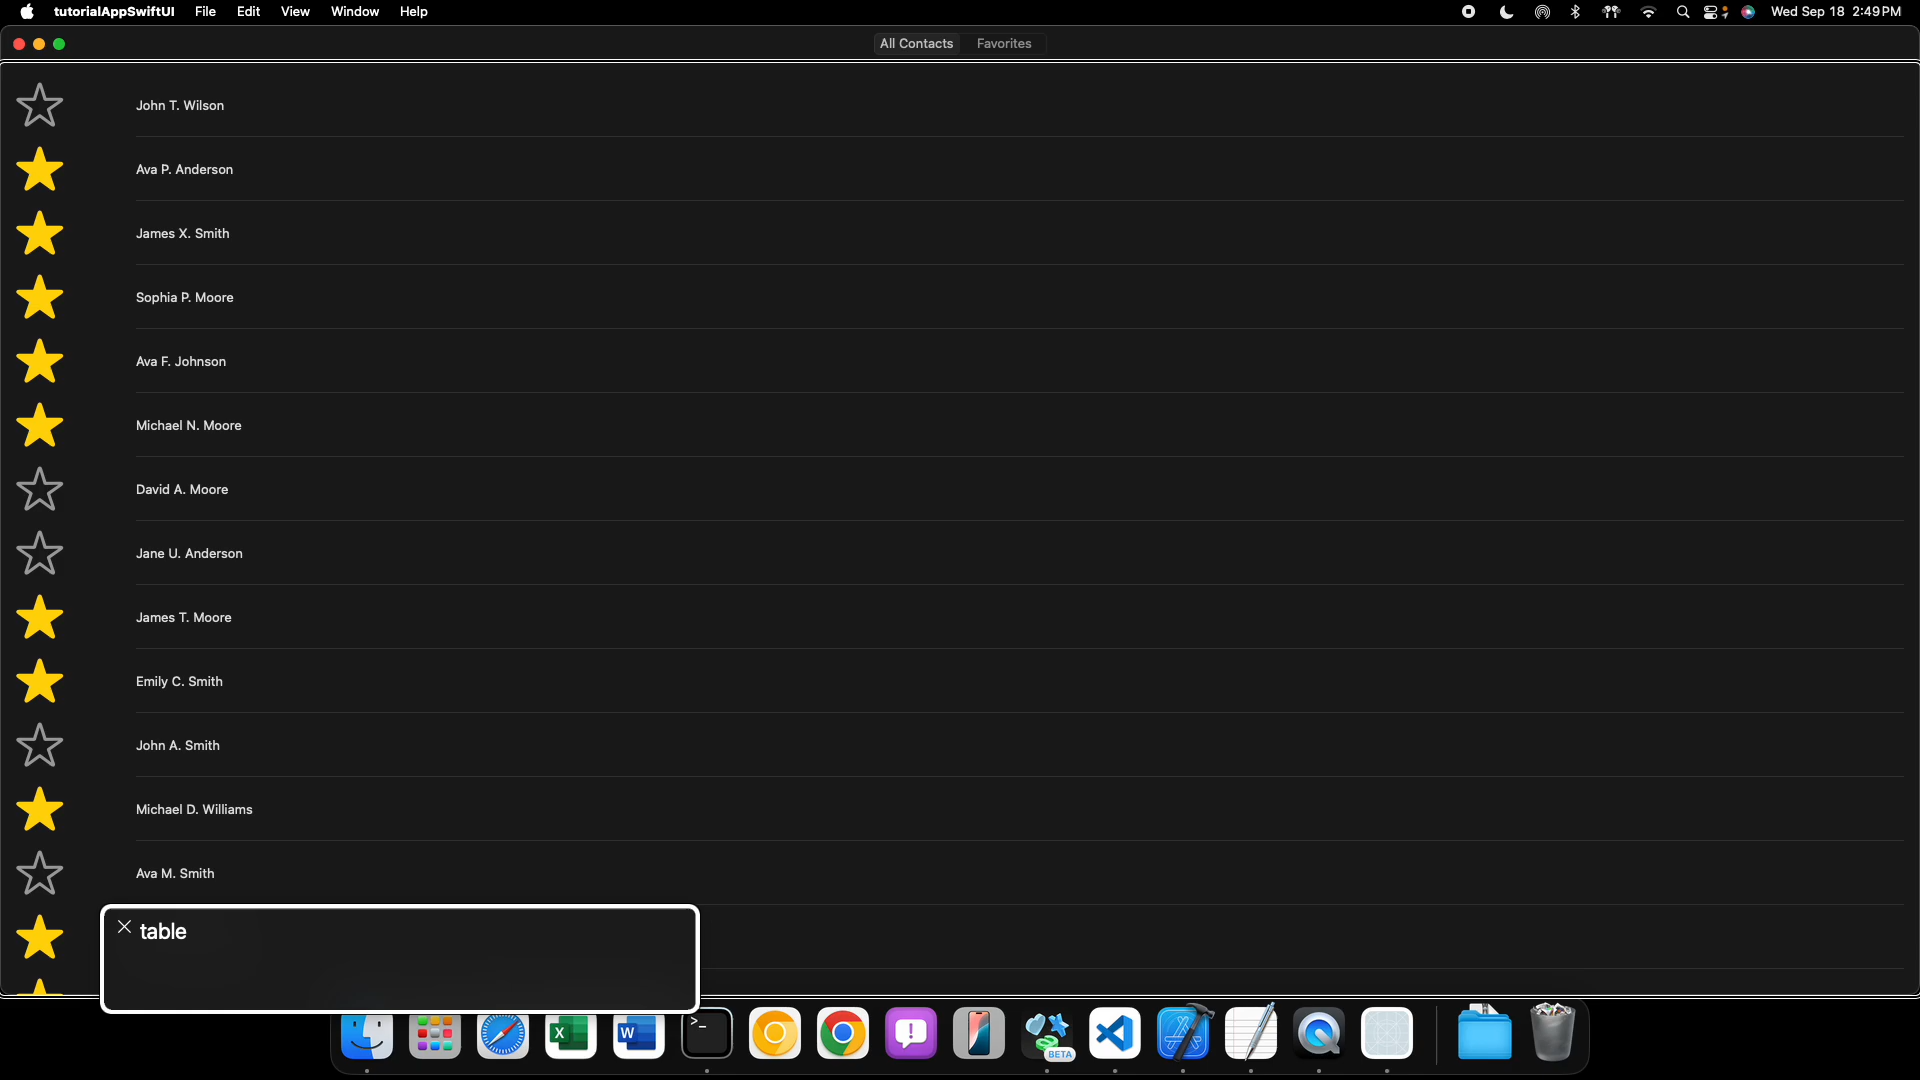 tutorialAppSwiftUI File Edit View Window Help Wed Sep 18 2:49 PM
All Contacts Favorites
John T. Wilson
Ava P. Anderson
James X. Smith
Sophia P. Moore
Ava F. Johnson
Michael N. Moore
David A. Moore
Jane U. Anderson
James T. Moore
Emily C. Smith
John A. Smith
Michael D. Williams
Ava M. Smith
table
X W >_ ! BETA